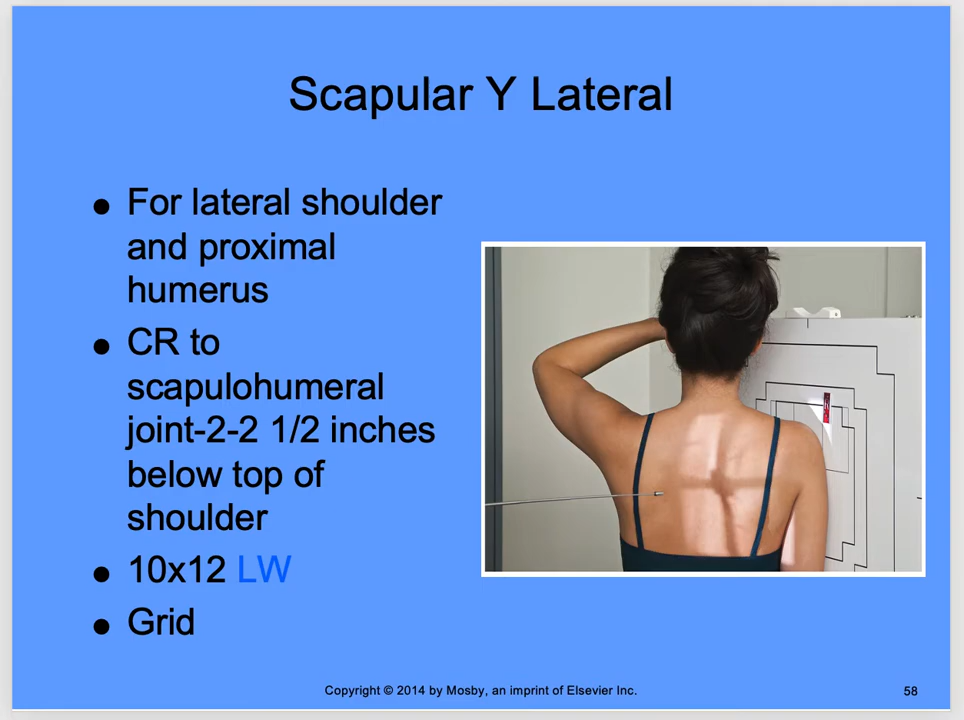 Scapular Y Lateral
• For lateral shoulder
and proximal
humerus
• CR to
scapulohumeral
joint-2-2 1/2 inches
below top of
shoulder
• 10x12 LW
• Grid
Copyright © 2014 by Mosby, an imprint of Elsevier Inc.
58